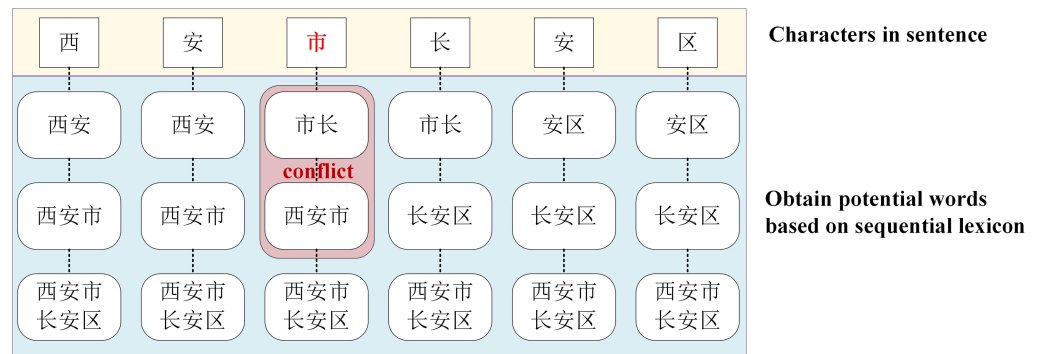 西 安 市 长 安 区 Characters in sentence
西安 西安 市长 市长 安区 安区
conflict
西安市 西安市 西安市 长安区 长安区 长安区
Obtain potential words
based on sequential lexicon
西安市 西安市 西安市 西安市 西安市 西安市
长安区 长安区 长安区 长安区 长安区 长安区